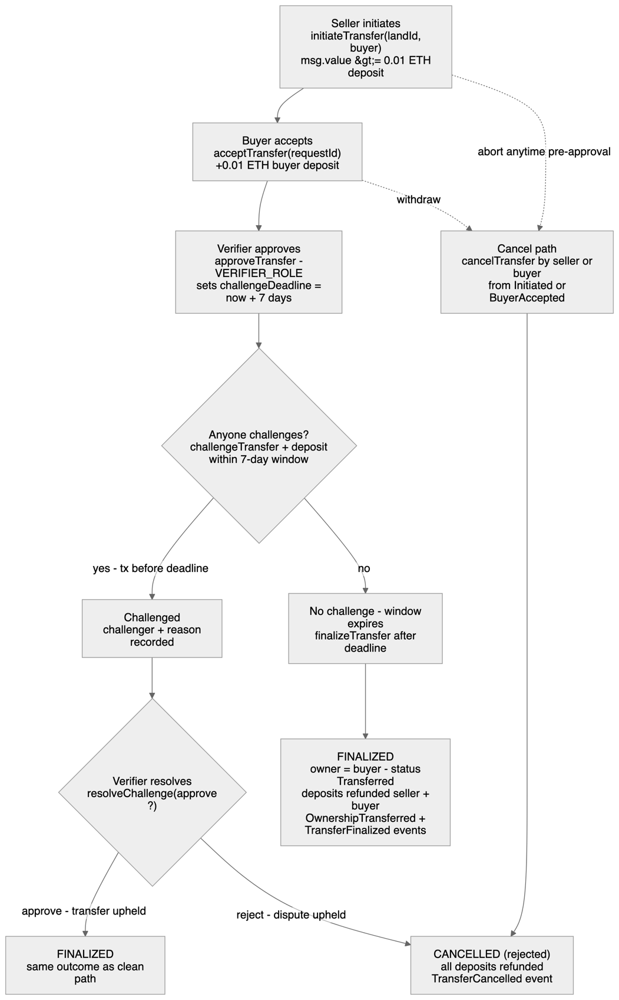 Seller initiates
initiateTransfer(landId,
buyer)
msg.value &gt;= 0.01 ETH
deposit
Buyer accepts
acceptTransfer(requestId)
+0.01 ETH buyer deposit
abort anytime pre-approval
withdraw
Verifier approves
approveTransfer -
VERIFIER_ROLE
sets challengeDeadline =
now + 7 days
Cancel path
cancelTransfer by seller or
buyer
from Initiated or
BuyerAccepted
Anyone challenges?
challengeTransfer + deposit
within 7-day window
yes - tx before deadline
no
Challenged
challenger + reason
recorded
No challenge - window
expires
finalizeTransfer after
deadline
Verifier resolves
resolveChallenge(approve
?)
FINALIZED
owner = buyer - status
Transferred
deposits refunded seller +
buyer
OwnershipTransferred +
TransferFinalized events
approve - transfer upheld
reject - dispute upheld
FINALIZED
same outcome as clean
path
CANCELLED (rejected)
all deposits refunded
TransferCancelled event